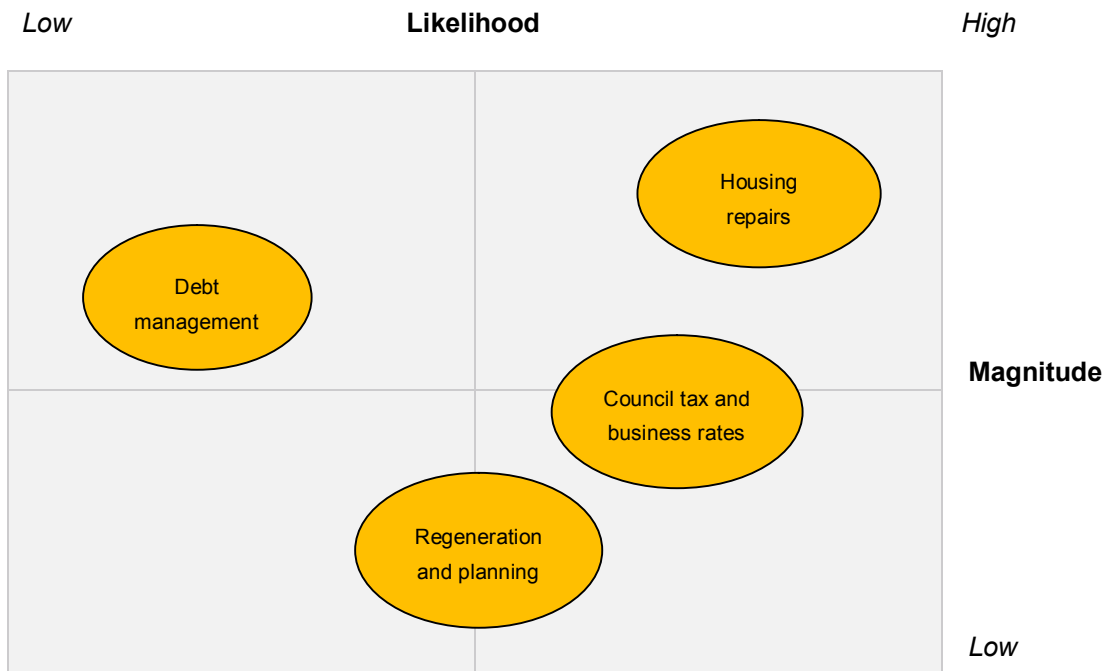 Low Likelihood High
Housing
repairs
Debt
management
Magnitude
Council tax and
business rates
Regeneration
and planning
Low